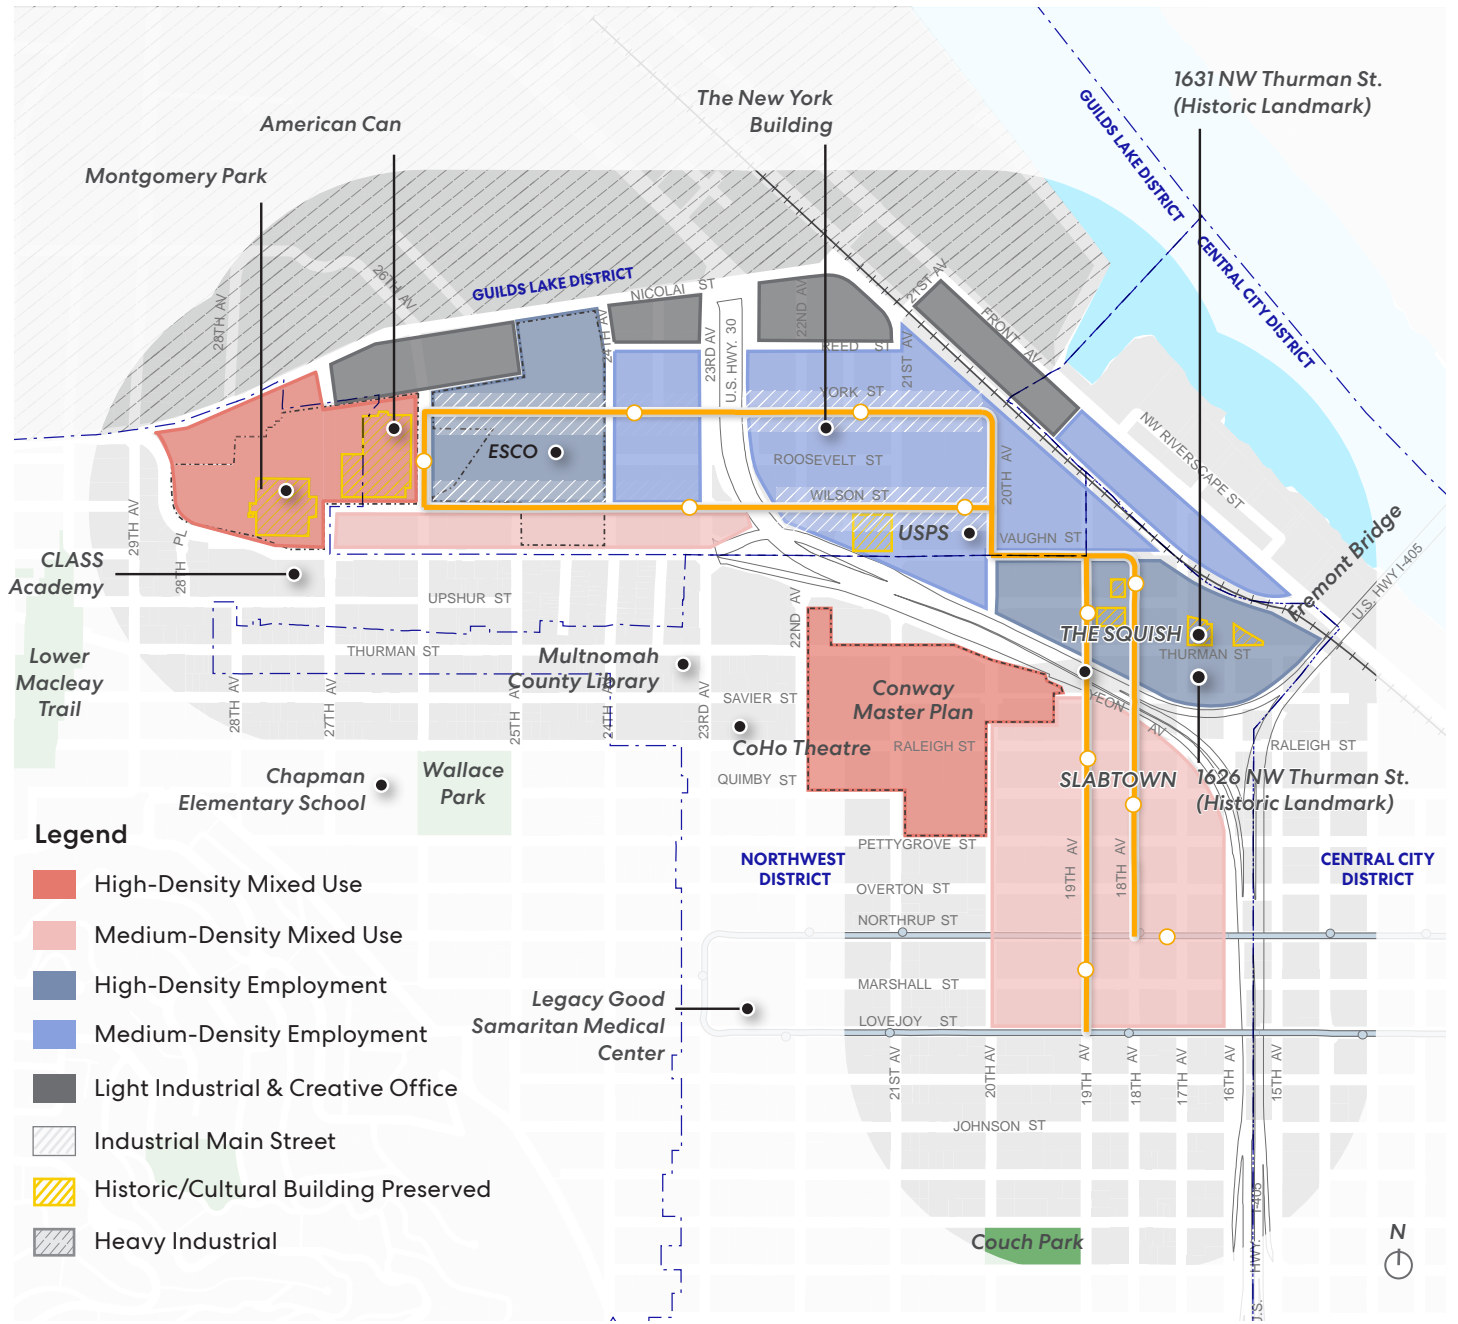 1631 NW Thurman St.
(Historic Landmark)
The New York
Building
American Can
Montgomery Park
GUILDS LAKE DISTRICT
CENTRAL CITY DISTRICT
GUILDS LAKE DISTRICT
NICOLAI ST
26TH AV
28TH AV
24TH AV
23RD AV
U.S. HWY. 30
22ND AV
21ST AV
21ST AV
FRONT AV
REED ST
YORK ST
ROOSEVELT ST
WILSON ST
20TH AV
VAUGHN ST
NW RIVERSCAPE ST
Fremont Bridge
U.S. HWY I-405
ESCO
USPS
29TH AV
28TH PL
CLASS
Academy
UPSHUR ST
THURMAN ST
22ND AV
THE SQUISH
THURMAN ST
Lower
Macleay
Trail
Multnomah
County Library
28TH AV
27TH AV
25TH AV
24TH AV
23RD AV
SAVIER ST
Conway
Master Plan
YEON AV
CoHo Theatre
RALEIGH ST
RALEIGH ST
QUIMBY ST
SLABTOWN
1626 NW Thurman St.
(Historic Landmark)
Chapman
Elementary School
Wallace
Park
PETTYGROVE ST
19TH AV
18TH AV
NORTHWEST
DISTRICT
CENTRAL CITY
DISTRICT
OVERTON ST
NORTHRUP ST
MARSHALL ST
LOVEJOY ST
Legacy Good
Samaritan Medical
Center
21ST AV
20TH AV
19TH AV
18TH AV
17TH AV
16TH AV
15TH AV
JOHNSON ST
U.S. HWY. I-405
Couch Park
N
Legend
High-Density Mixed Use
Medium-Density Mixed Use
High-Density Employment
Medium-Density Employment
Light Industrial & Creative Office
Industrial Main Street
Historic/Cultural Building Preserved
Heavy Industrial